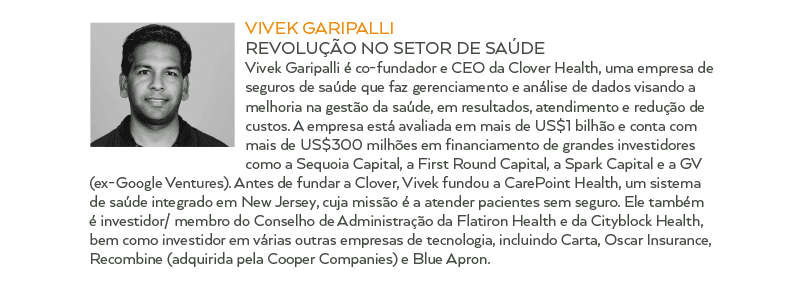 VIVEK GARIPALLI
REVOLUÇÃO NO SETOR DE SAÚDE
Vivek Garipalli é co-fundador e CEO da Clover Health, uma empresa de
seguros de saúde que faz gerenciamento e análise de dados visando a
melhoria na gestão da saúde, em resultados, atendimento e redução de
custos. A empresa está avaliada em mais de US$1 bilhão e conta com
mais de US$300 milhões em financiamento de grandes investidores
como a Sequoia Capital, a First Round Capital, a Spark Capital e a GV
(ex-Google Ventures). Antes de fundar a Clover, Vivek fundou a CarePoint Health, um sistema
de saúde integrado em New Jersey, cuja missão é a atender pacientes sem seguro. Ele também
é investidor/ membro do Conselho de Administração da Flatiron Health e da Cityblock Health,
bem como investidor em várias outras empresas de tecnologia, incluindo Carta, Oscar Insurance,
Recombine (adquirida pela Cooper Companies) e Blue Apron.